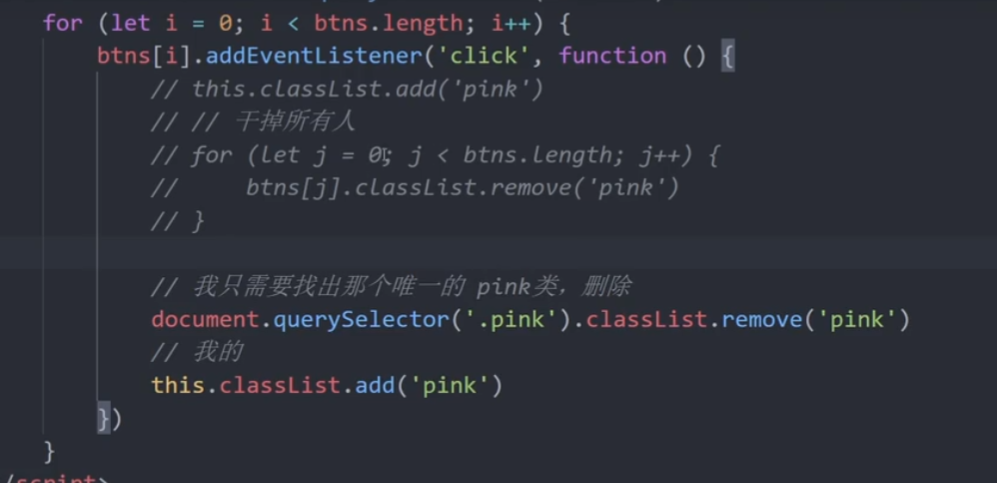 for (let i = 0; i < btns.length; i++) {
btns[i].addEventListener('click', function () {
// this.classList.add('pink')
// // 干掉所有人
// for (let j = 0; j < btns.length; j++) {
//     btns[j].classList.remove('pink')
// }
// 我只需要找出那个唯一的 pink类，删除
document.querySelector('.pink').classList.remove('pink')
// 我的
this.classList.add('pink')
})
}
/script>